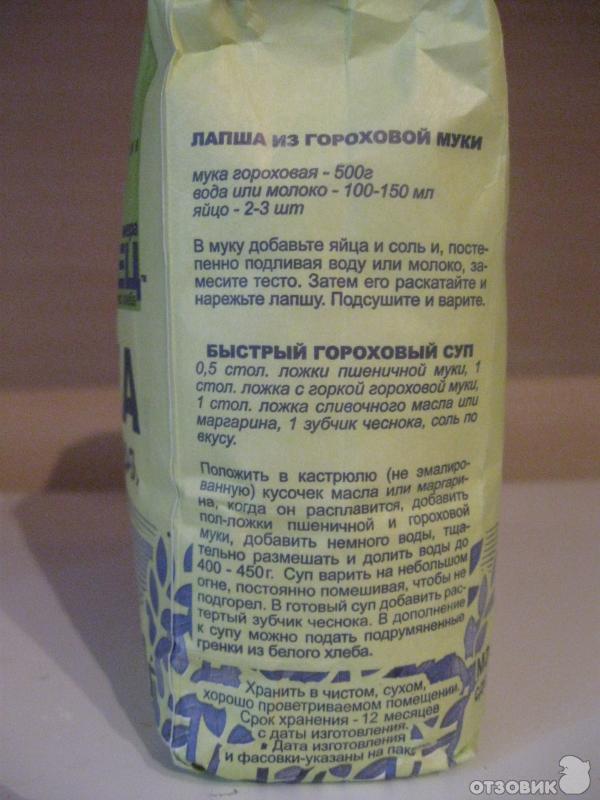 ЛАПША ИЗ ГОРОХОВОЙ МУКИ
мука гороховая - 500г
вода или молоко - 100-150 мл
яйцо - 2-3 шт
В муку добавьте яйца и соль и, посте-
пенно подливая воду или молоко, за-
месите тесто. Затем его раскатайте и
нарежьте лапшу. Подсушите и варите.
БЫСТРЫЙ ГОРОХОВЫЙ СУП
0,5 стол. ложки пшеничной муки, 1
стол. ложка с горкой гороховой муки,
1 стол. ложка сливочного масла или
маргарина, 1 зубчик чеснока, соль по
вкусу.
Положить в кастрюлю (не эмалиро-
ванную) кусочек масла или маргари-
на, когда он расплавится, добавить
пол-ложки пшеничной и гороховой
муки, добавить немного воды, тща-
тельно размешать и долить воды до
400 - 450г. Суп варить на небольшом
огне, постоянно помешивая, чтобы не
подгорел. В готовый суп добавить рас-
тертый зубчик чеснока. В дополнение
к супу можно подать подрумяненные
гренки из белого хлеба.
Хранить в чистом, сухом,
хорошо проветриваемом помещении.
Срок хранения - 12 месяцев
с даты изготовления.
Дата изготовления
и фасовки-указаны на
ОТЗОВИК